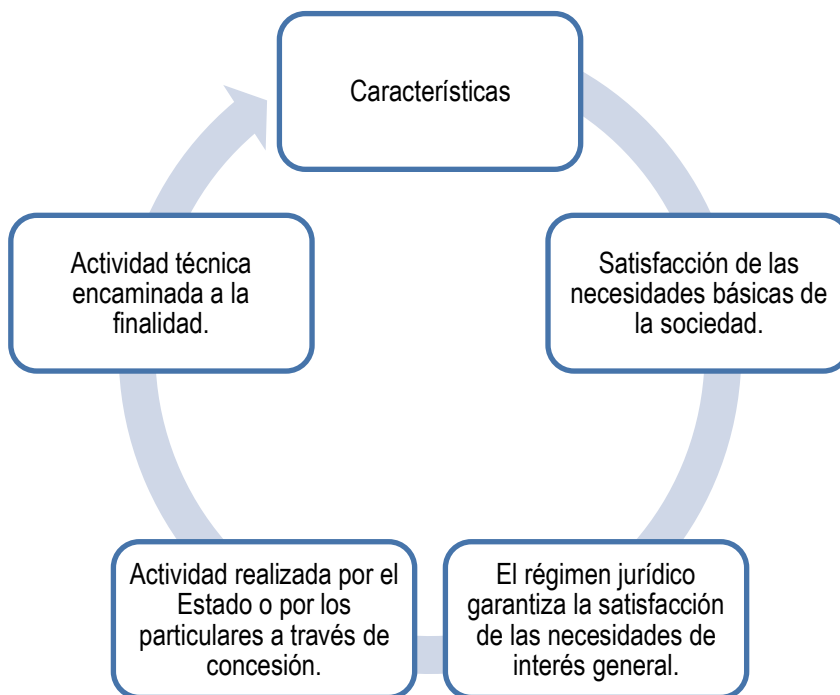 Características
Satisfacción de las
necesidades básicas de
la sociedad.
El régimen jurídico
garantiza la satisfacción
de las necesidades de
interés general.
Actividad realizada por el
Estado o por los
particulares a través de
concesión.
Actividad técnica
encaminada a la
finalidad.